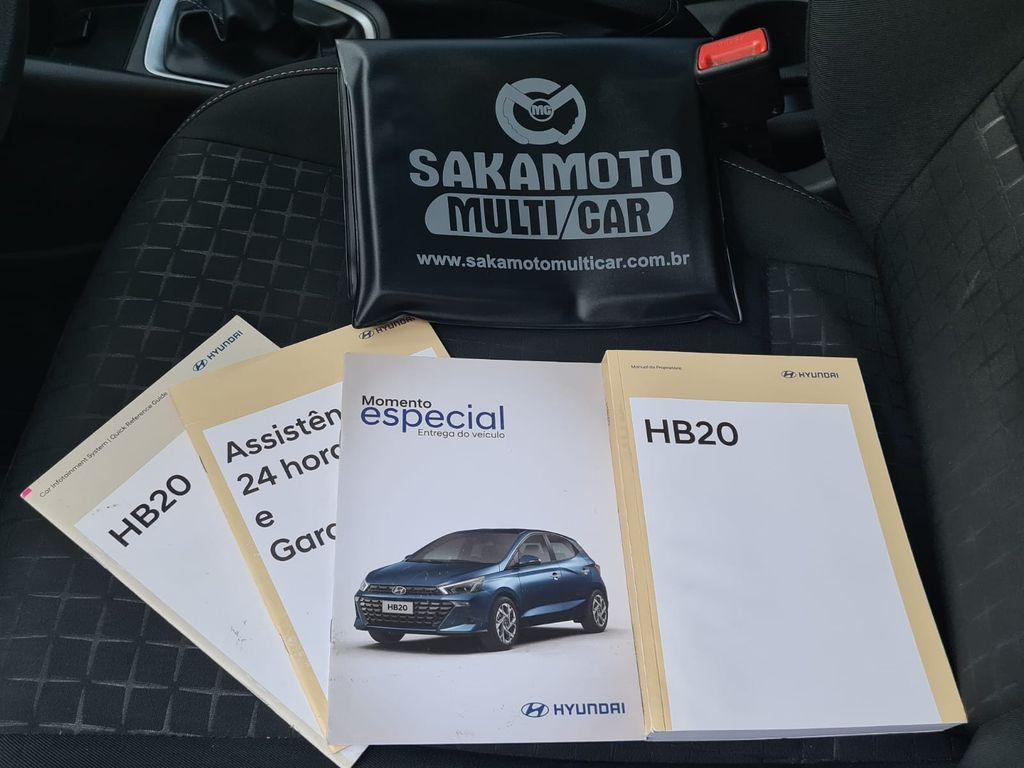 MC
SAKAMOTO
MULTI/CAR
www.sakamotomulticar.com.br
HYUNDAI
Car Infotainment System | Quick Reference Guide
HB20
HYUNDAI
Assistên
24 hora
e
Gara
Momento
especial
Entrega do veículo
HB20
HYUNDAI
Manual do Proprietário
HYUNDAI
HB20